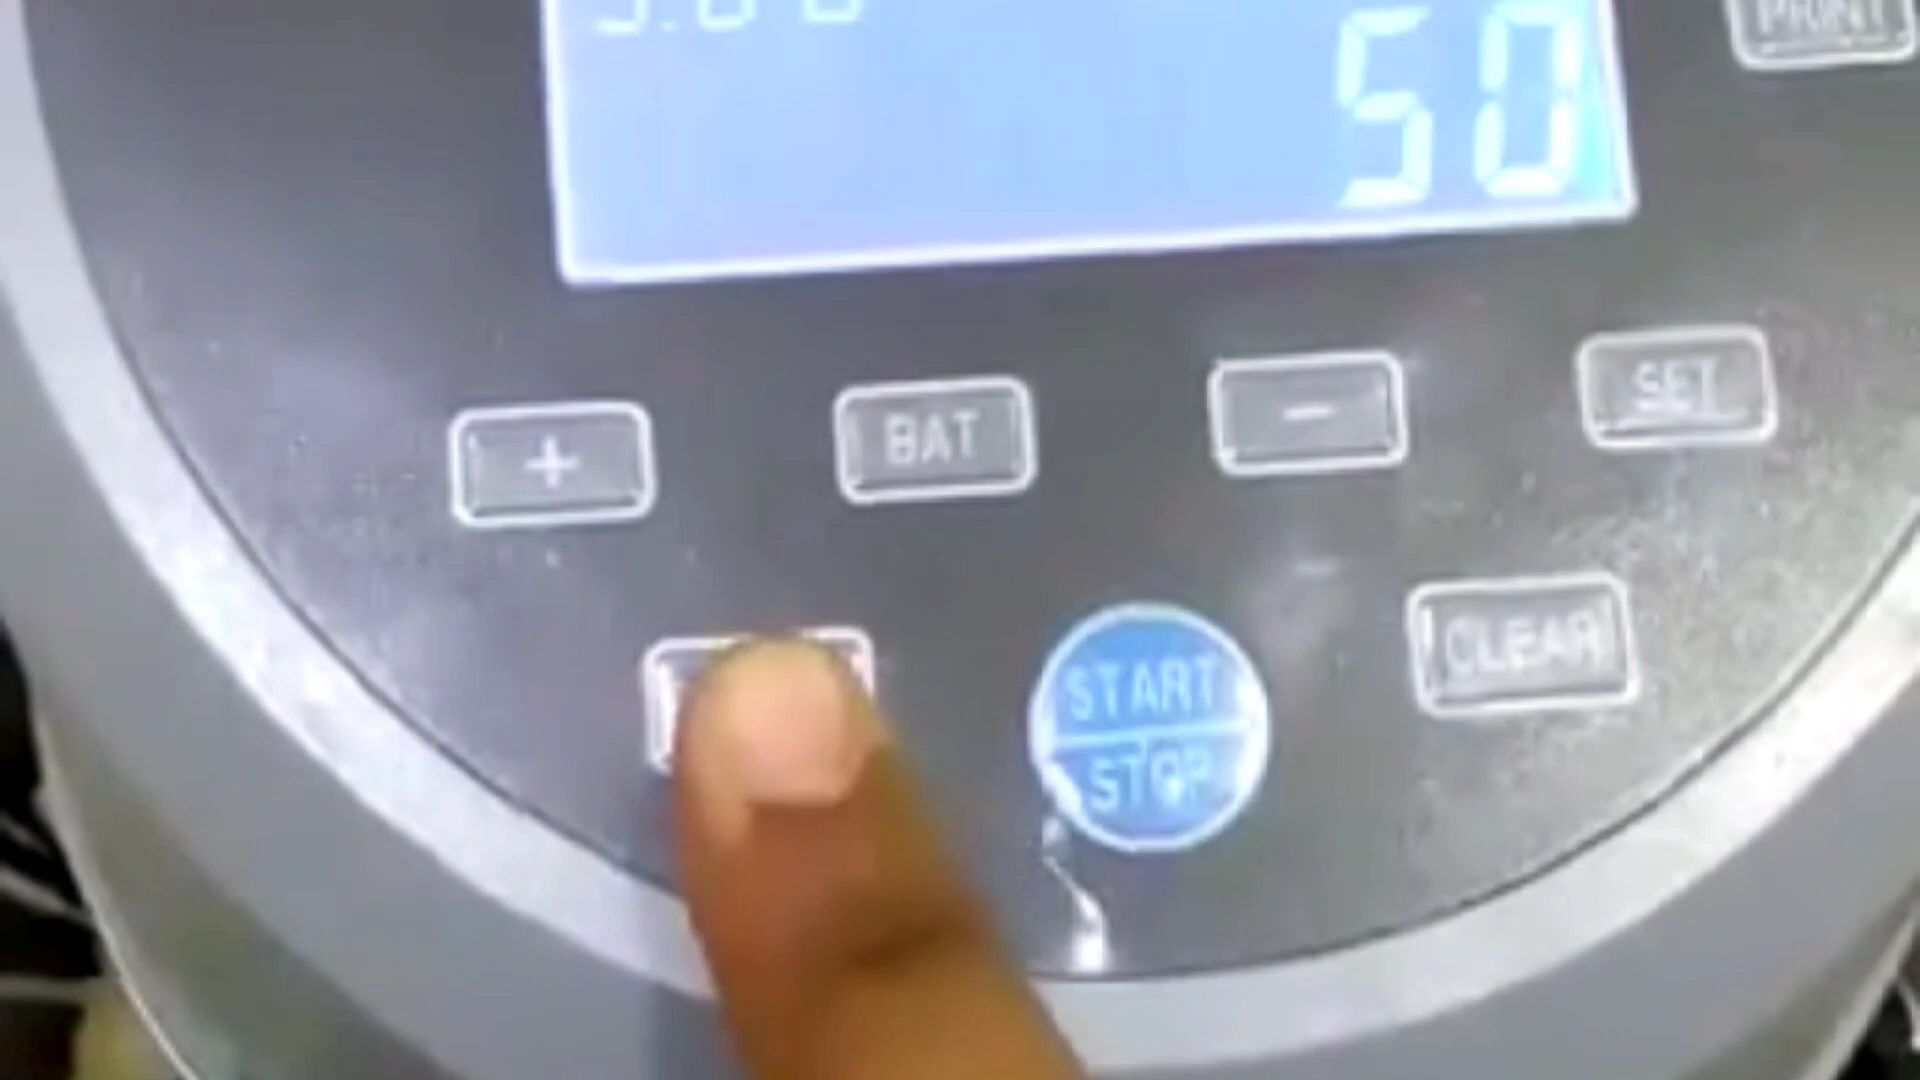 50
PRINT
+ BAT - SET
START
STOP
CLEAR